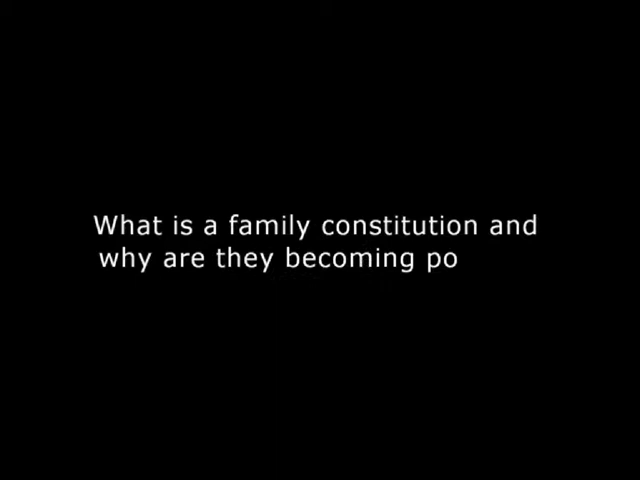 What is a family constitution and
why are they becoming po